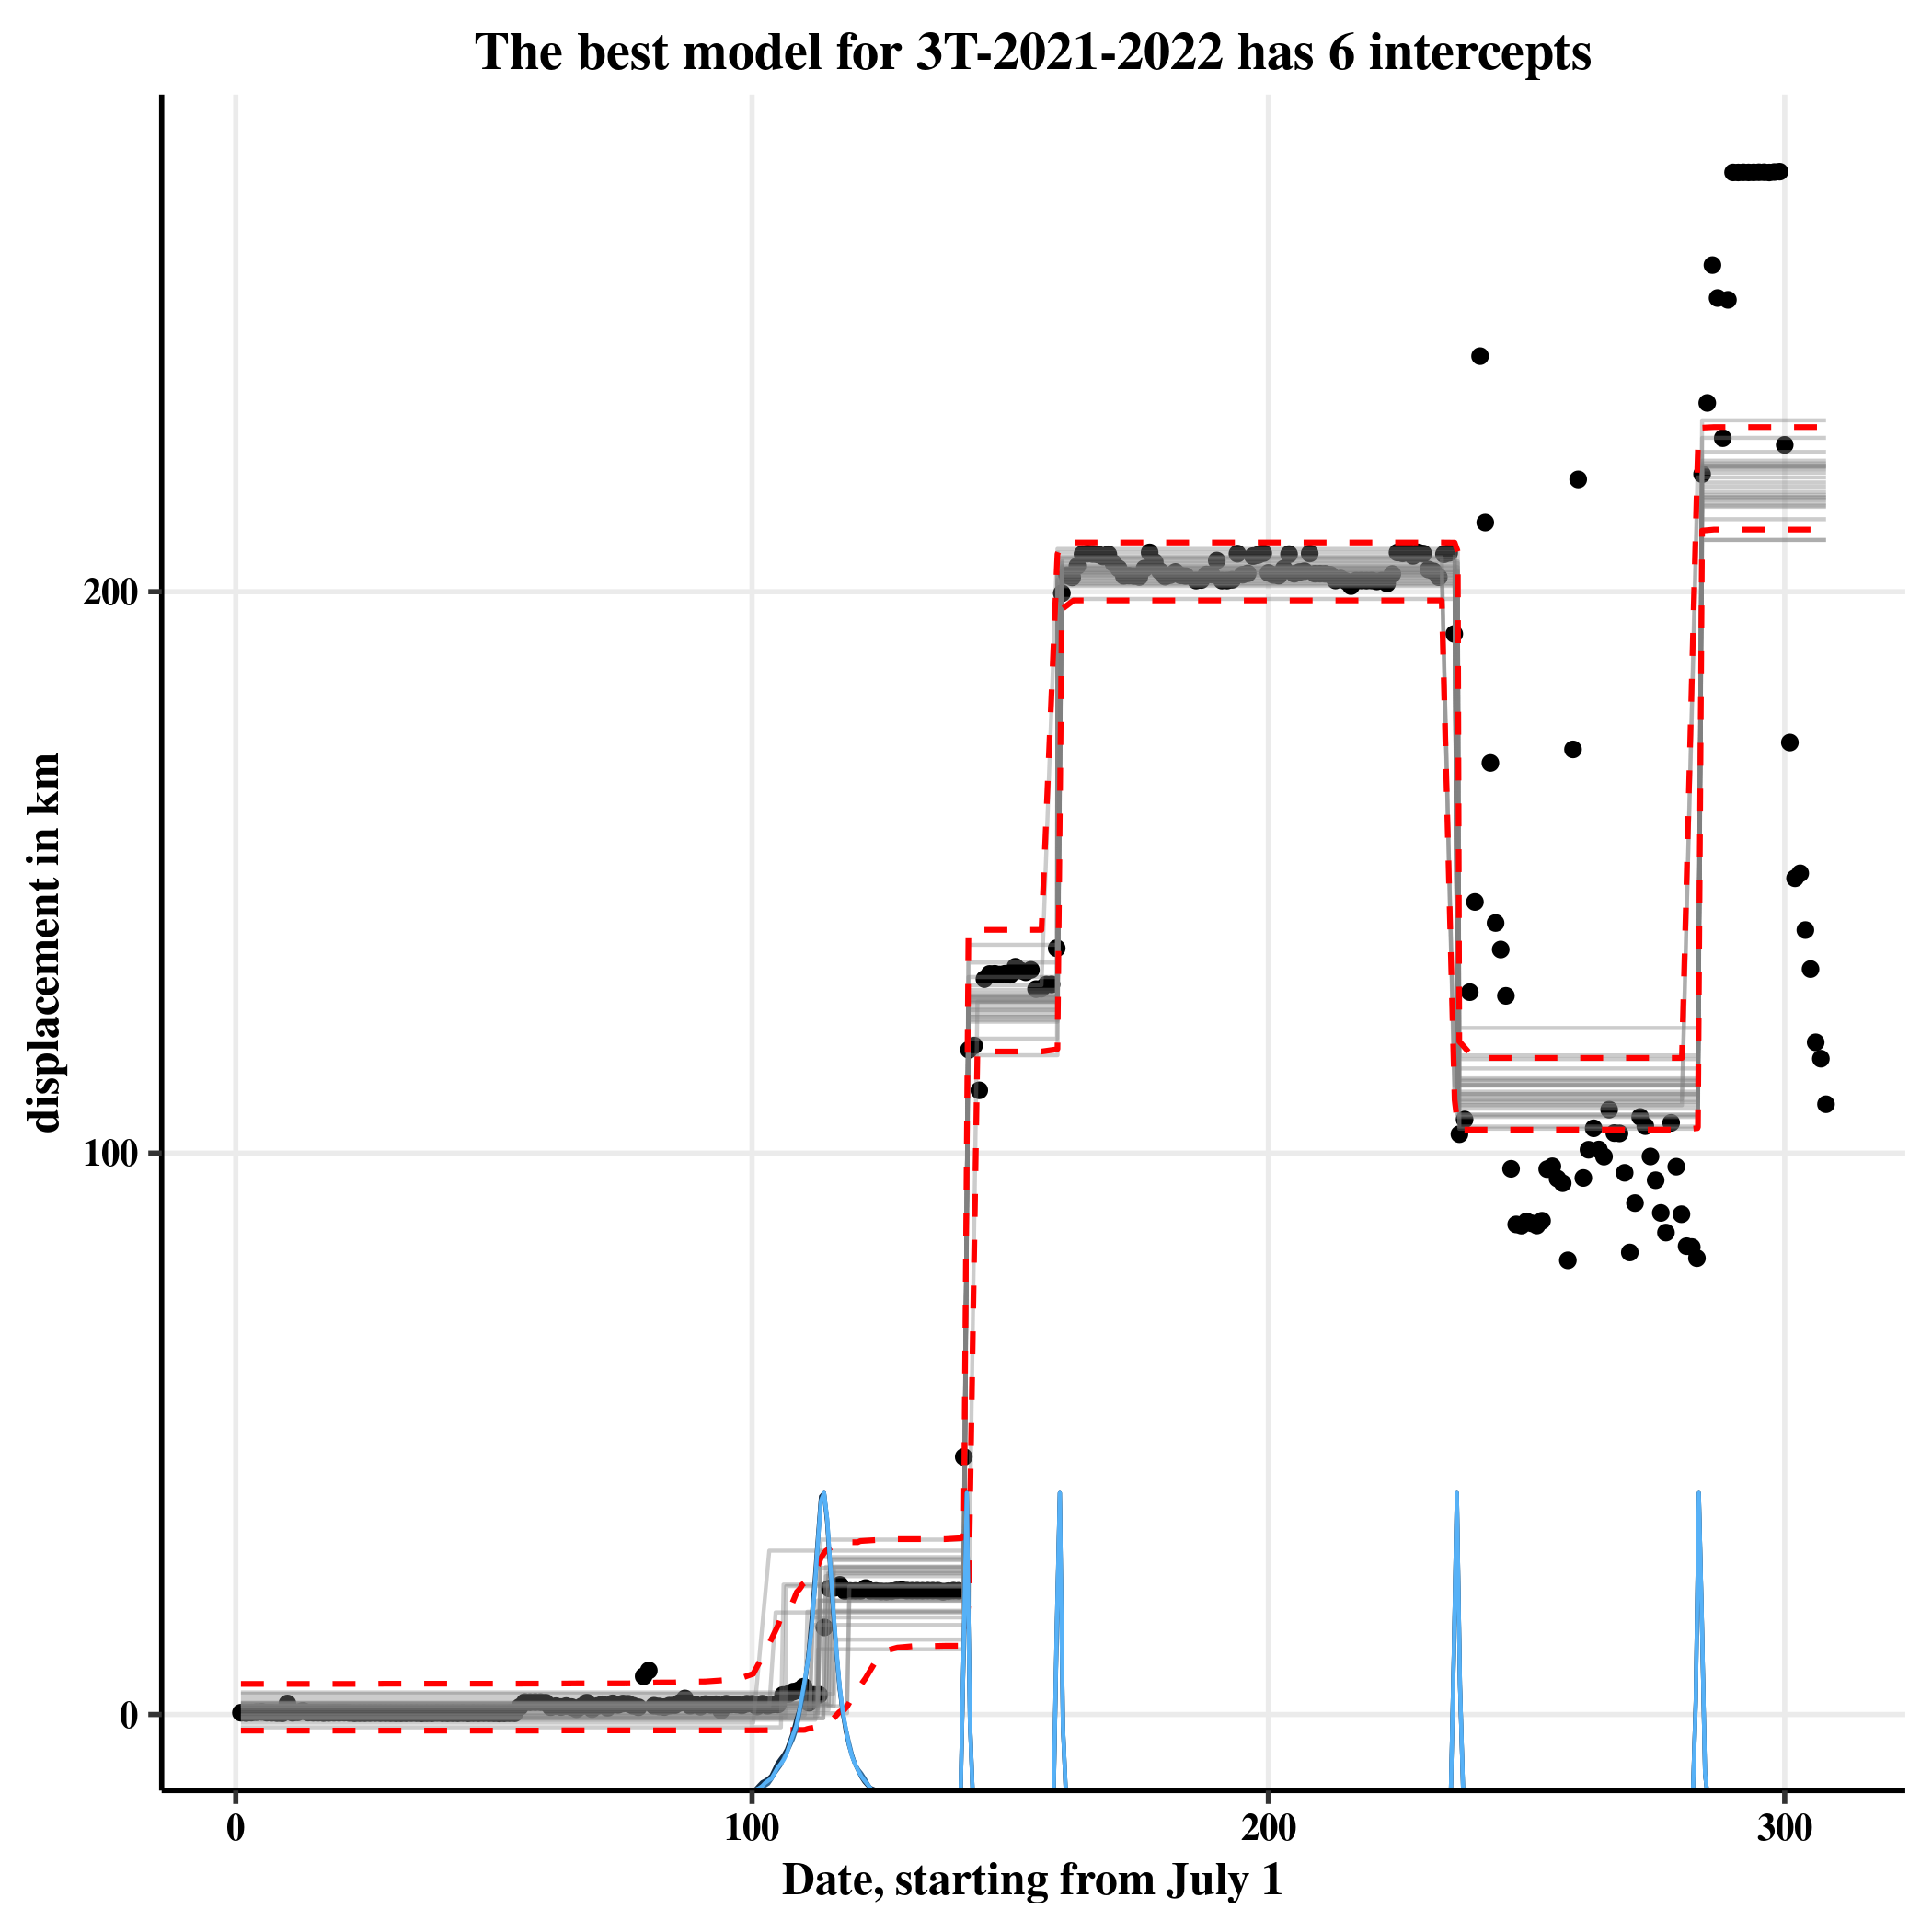 The best model for 3T-2021-2022 has 6 intercepts
displacement in km
200
100
0
0
100
200
300
Date, starting from July 1